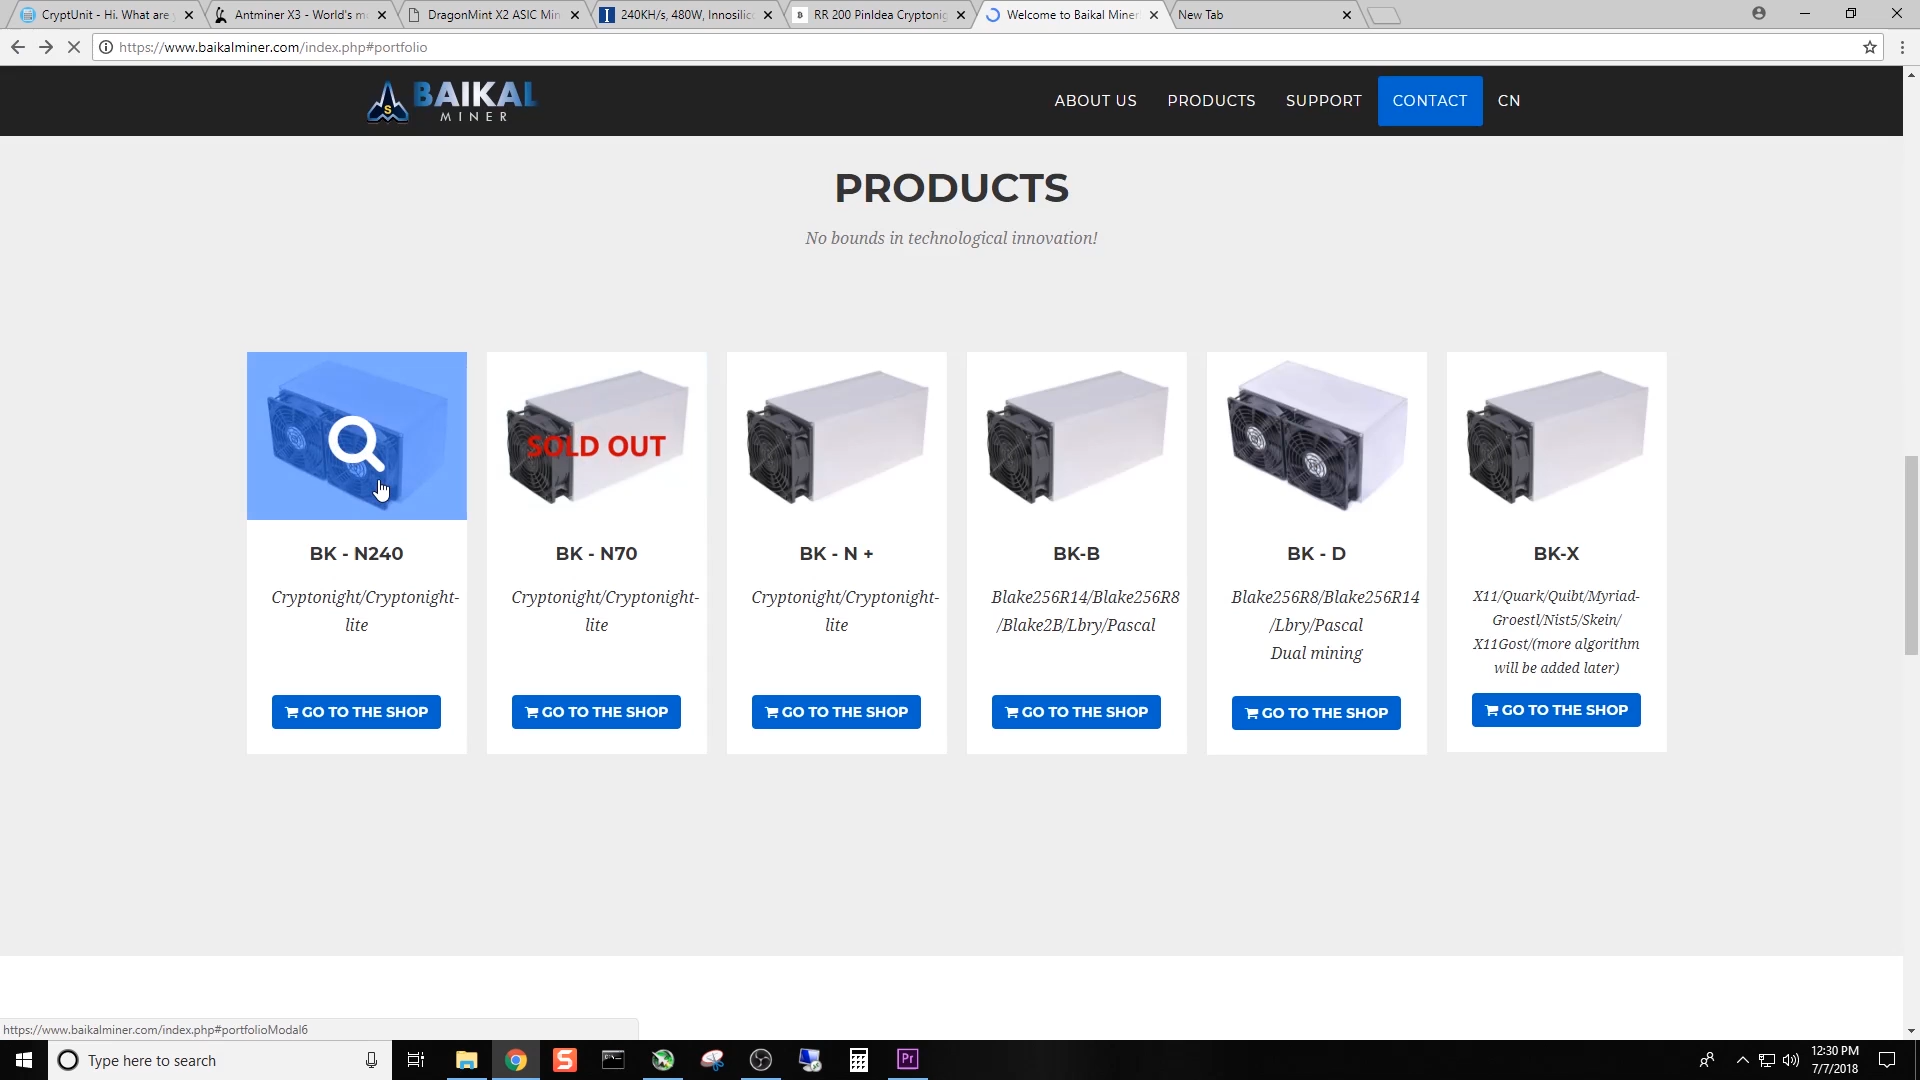 CryptUnit - Hi. What are y
Antminer X3 - World's m
DragonMint X2 ASIC Min
240KH/s, 480W, Innosilic
RR 200 PinIdea Cryptonig
Welcome to Baikal Miner
New Tab
https://www.baikalminer.com/index.php#portfolio
BAIKAL
MINER
ABOUT US
PRODUCTS
SUPPORT
CONTACT
CN
PRODUCTS
No bounds in technological innovation!
SOLD OUT
BK - N240
Cryptonight/Cryptonight-
lite
GO TO THE SHOP
BK - N70
Cryptonight/Cryptonight-
lite
GO TO THE SHOP
BK - N +
Cryptonight/Cryptonight-
lite
GO TO THE SHOP
BK-B
Blake256R14/Blake256R8
/Blake2B/Lbry/Pascal
GO TO THE SHOP
BK - D
Blake256R8/Blake256R14
/Lbry/Pascal
Dual mining
GO TO THE SHOP
BK-X
X11/Quark/Quibt/Myriad-
Groestl/Nist5/Skein/
X11Gost/(more algorithm
will be added later)
GO TO THE SHOP
https://www.baikalminer.com/index.php#portfolioModal6
Type here to search
12:30 PM
7/7/2018